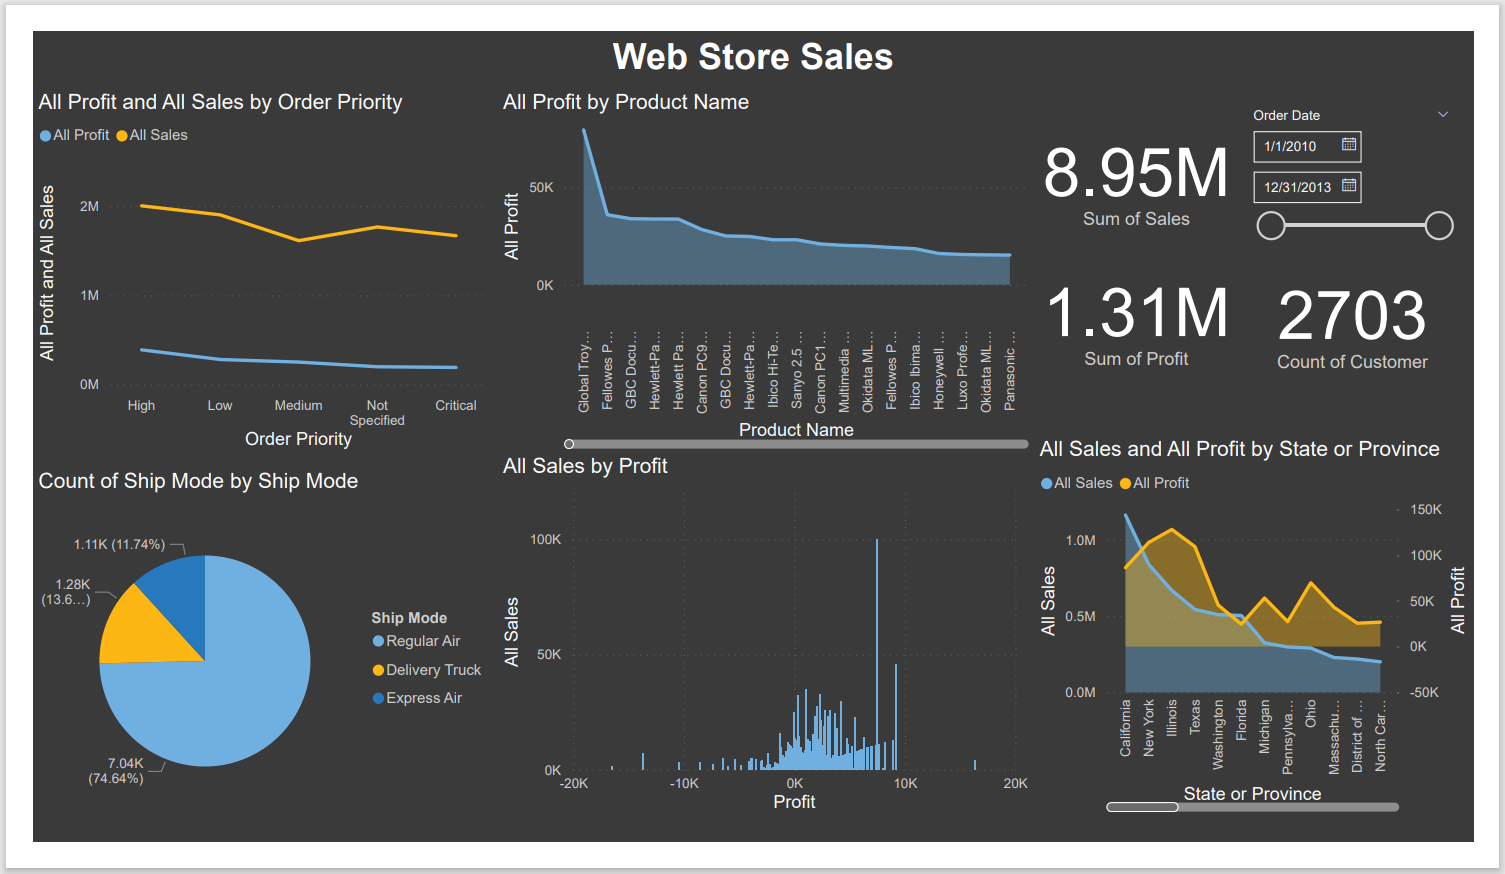 Web Store Sales
All Profit and All Sales by Order Priority
All Profit
All Sales
All Profit and All Sales
2M
1M
0M
High
Low
Medium
Not
Specified
Critical
Order Priority
All Profit by Product Name
All Profit
50K
0K
Global Troy…
Fellowes P…
GBC Docu…
Hewlett-Pa…
Hewlett Pa…
Canon PC9…
GBC Docu…
Hewlett-Pa…
Ibico Hi-Te…
Sanyo 2.5 …
Canon PC1…
Multimedia …
Okidata ML…
Fellowes P…
Ibico Ibima…
Honeywell …
Luxo Profe…
Okidata ML…
Panasonic …
Product Name
8.95M
Sum of Sales
Order Date
1/1/2010
12/31/2013
1.31M
Sum of Profit
2703
Count of Customer
Count of Ship Mode by Ship Mode
1.11K (11.74%)
1.28K
(13.6…)
7.04K
(74.64%)
Ship Mode
Regular Air
Delivery Truck
Express Air
All Sales by Profit
All Sales
100K
50K
0K
-20K
-10K
0K
10K
20K
Profit
All Sales and All Profit by State or Province
All Sales
All Profit
All Sales
1.0M
0.5M
0.0M
150K
100K
50K
0K
-50K
All Profit
California
New York
Illinois
Texas
Washington
Florida
Michigan
Pennsylva…
Ohio
Massachu…
District of …
North Car…
State or Province